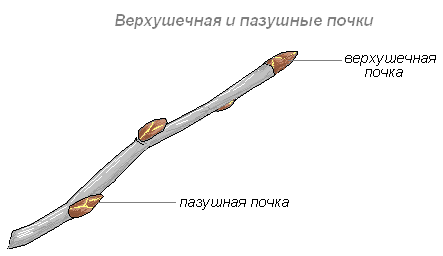 Верхушечная и пазушные почки
верхушечная
почка
пазушная почка